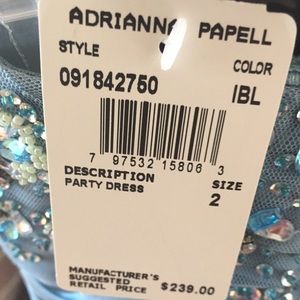 ADRIANNA PAPELL
STYLE COLOR
091842750 IBL
7 97532 15806 3
DESCRIPTION SIZE
PARTY DRESS 2
MANUFACTURER'S
SUGGESTED
RETAIL PRICE $239.00